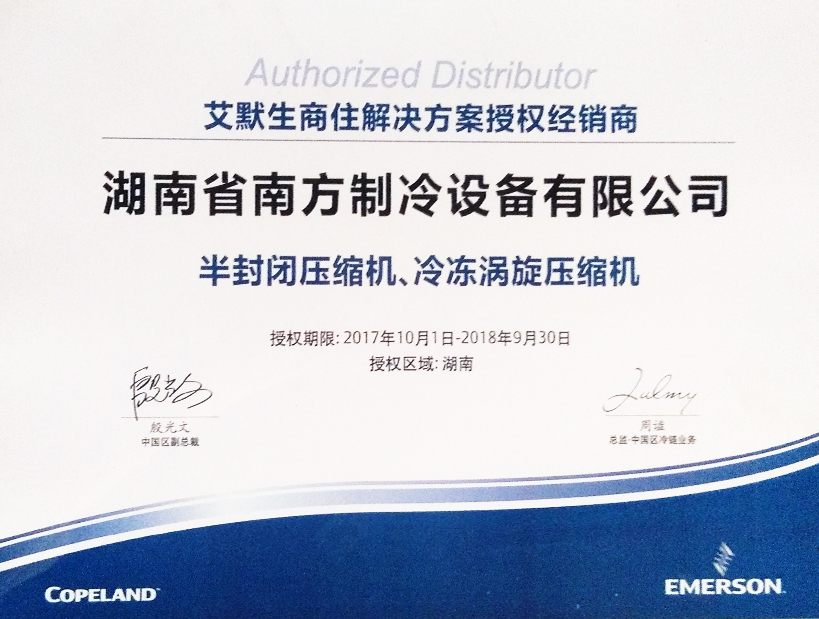 Authorized Distributor
艾默生商住解决方案授权经销商
湖南省南方制冷设备有限公司
半封闭压缩机、冷冻涡旋压缩机
授权期限: 2017年10月1日-2018年9月30日
授权区域: 湖南
殷光文
中国区副总裁
周谧
总监·中国区冷链业务
COPELAND
EMERSON